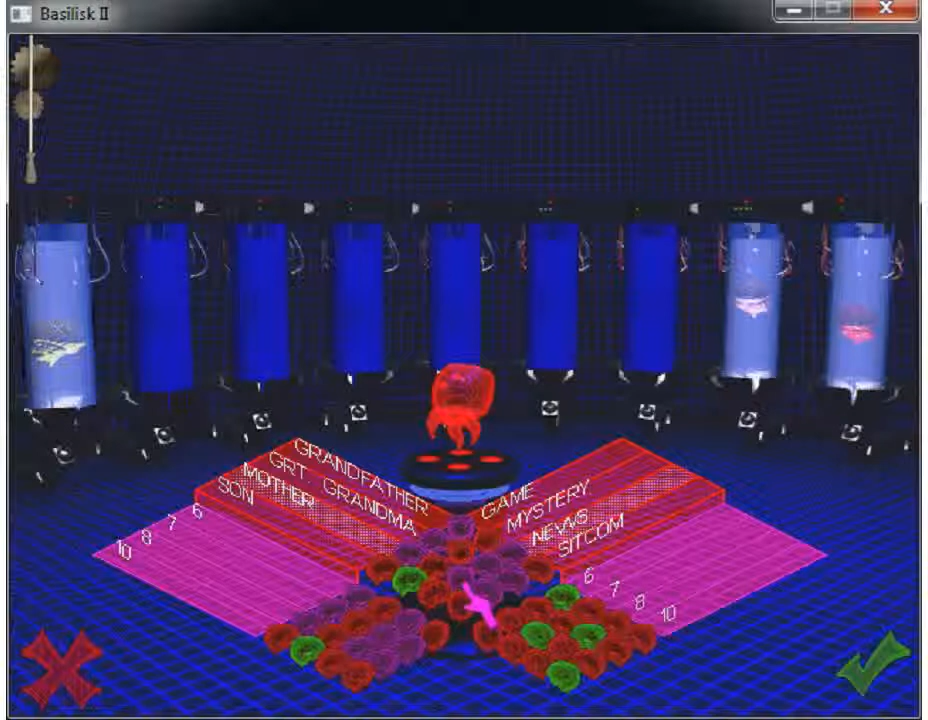 Basilisk II
GRANDFATHER
GRT. GRANDMA
MOTHER
SON
6
7
8
10
GAME
MYSTERY
NEWS
SITCOM
6
7
8
10